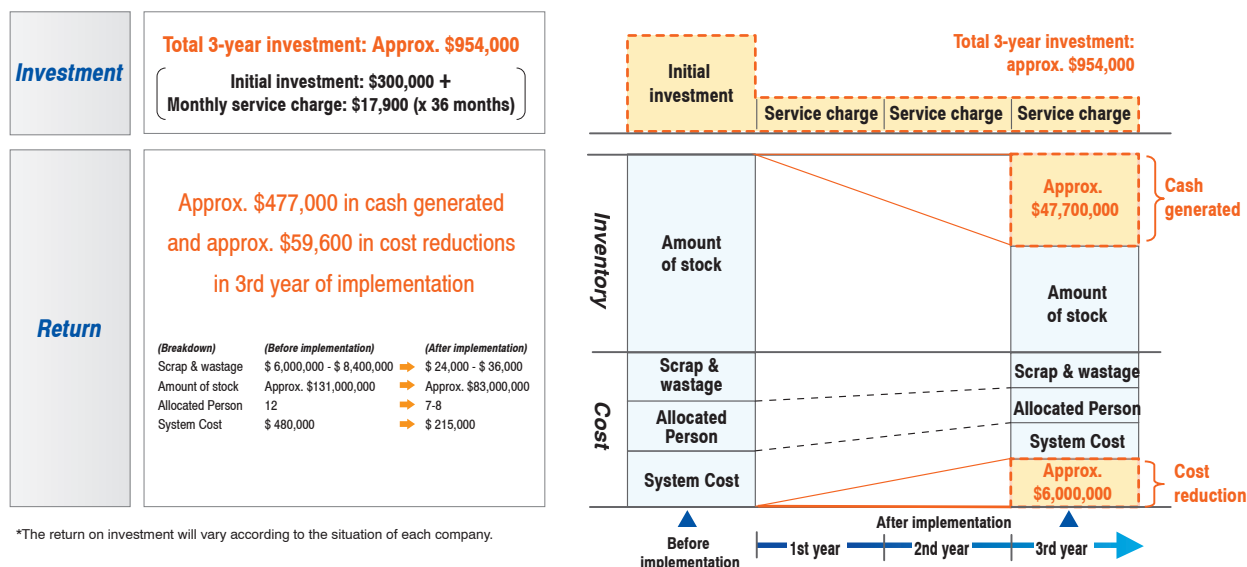 Investment
Total 3-year investment: Approx. $954,000
Initial investment: $300,000 +
Monthly service charge: $17,900 (x 36 months)
Return
Approx. $477,000 in cash generated
and approx. $59,600 in cost reductions
in 3rd year of implementation
(Breakdown) (Before implementation) (After implementation)
Scrap & wastage $ 6,000,000 - $ 8,400,000 $ 24,000 - $ 36,000
Amount of stock Approx. $131,000,000 Approx. $83,000,000
Allocated Person 12 7-8
System Cost $ 480,000 $ 215,000
*The return on investment will vary according to the situation of each company.
Total 3-year investment:
approx. $954,000
Initial
investment
Service charge Service charge Service charge
Inventory
Amount
of stock
Approx.
$47,700,000
Cash
generated
Amount
of stock
Cost
Scrap &
wastage
Allocated
Person
System Cost
Scrap & wastage
Allocated Person
System Cost
Approx.
$6,000,000
Cost
reduction
Before
implementation
After implementation
1st year 2nd year 3rd year